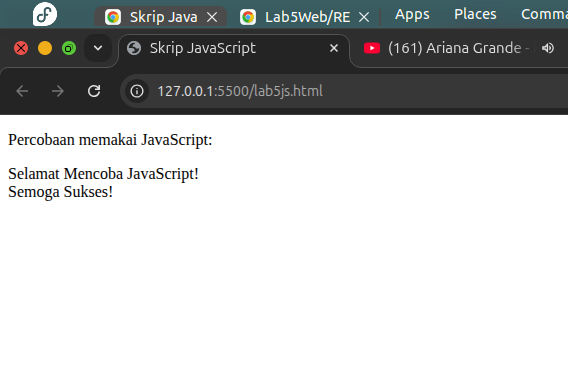 Skrip Java Lab5Web/RE Apps Places Comma
Skrip JavaScript (161) Ariana Grande -
127.0.0.1:5500/lab5js.html
Percobaan memakai JavaScript:
Selamat Mencoba JavaScript!
Semoga Sukses!